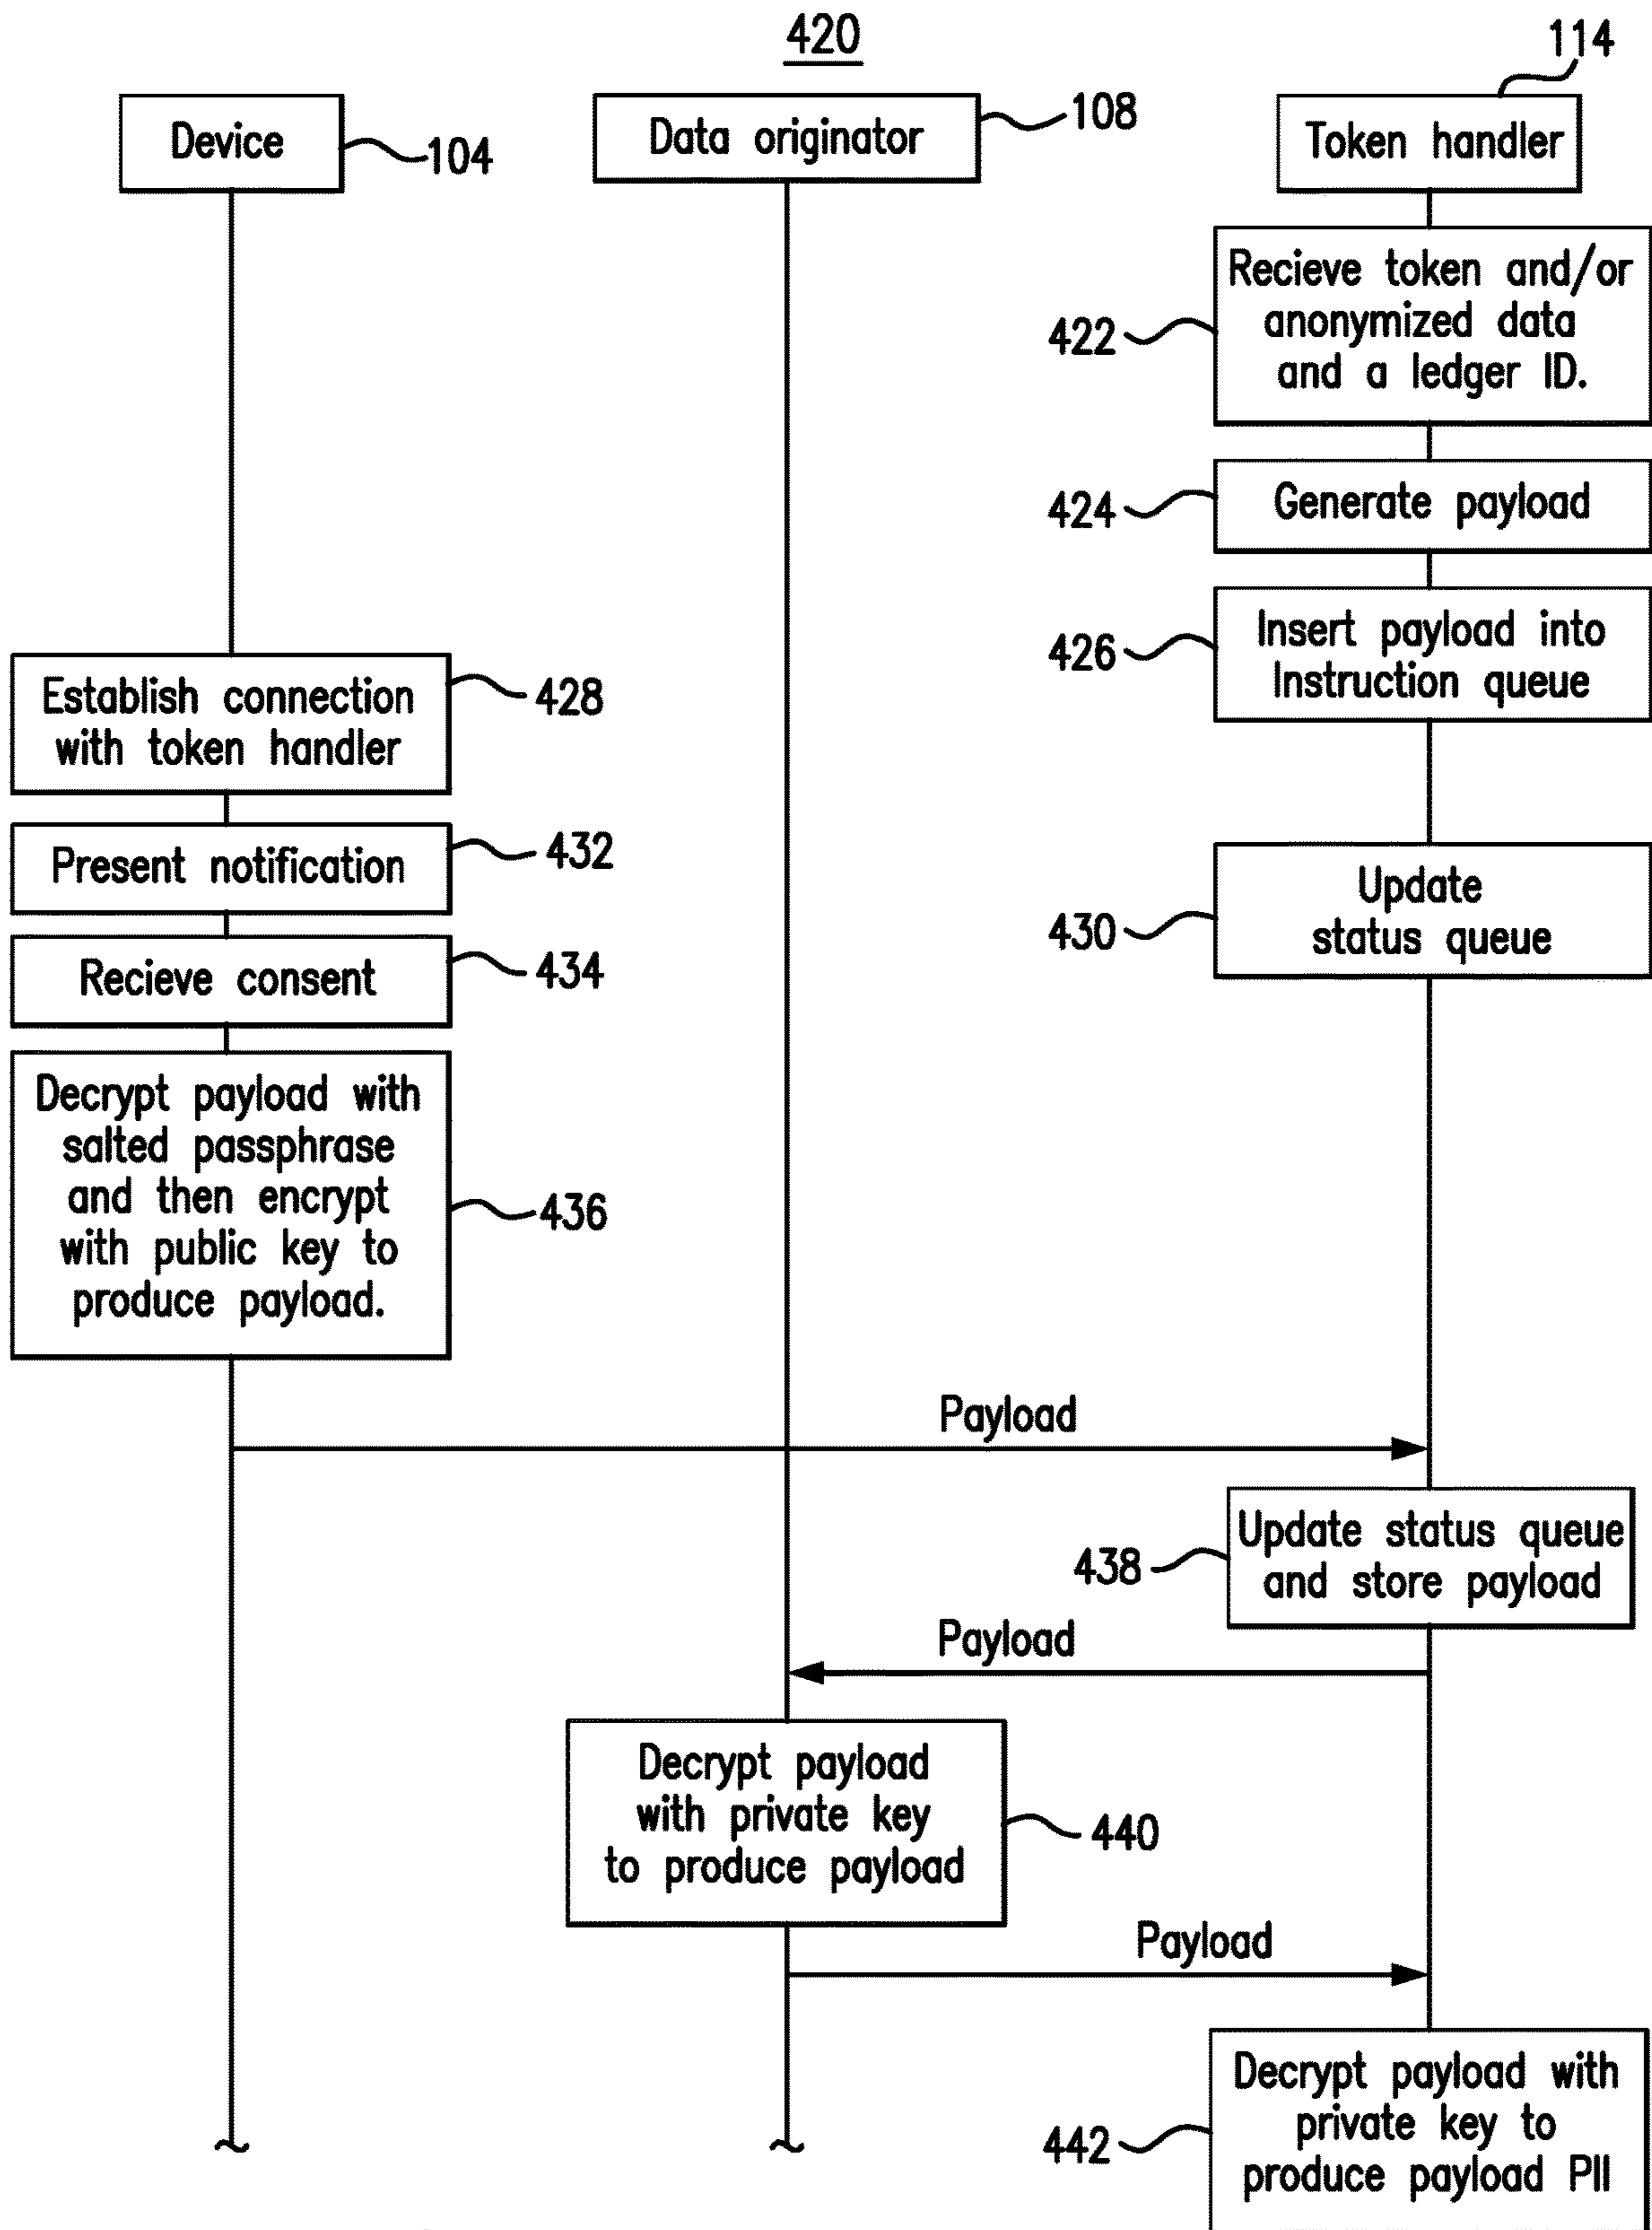 420
114
Device
104
Data originator
108
Token handler
Recieve token and/or
anonymized data
and a ledger ID.
422
Generate payload
424
Insert payload into
Instruction queue
426
Establish connection
with token handler
428
Present notification
432
Update
status queue
430
Recieve consent
434
Decrypt payload with
salted passphrase
and then encrypt
with public key to
produce payload.
436
Payload
Update status queue
and store payload
438
Payload
Decrypt payload
with private key
to produce payload
440
Payload
Decrypt payload with
private key to
produce payload PII
442